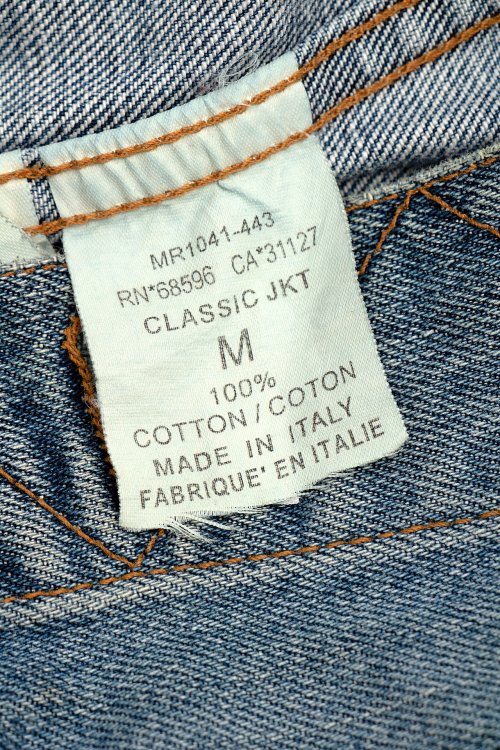 MR1041-443
RN*68596 CA*31127
CLASSIC JKT
M
100%
COTTON / COTON
MADE IN ITALY
FABRIQUE' EN ITALIE